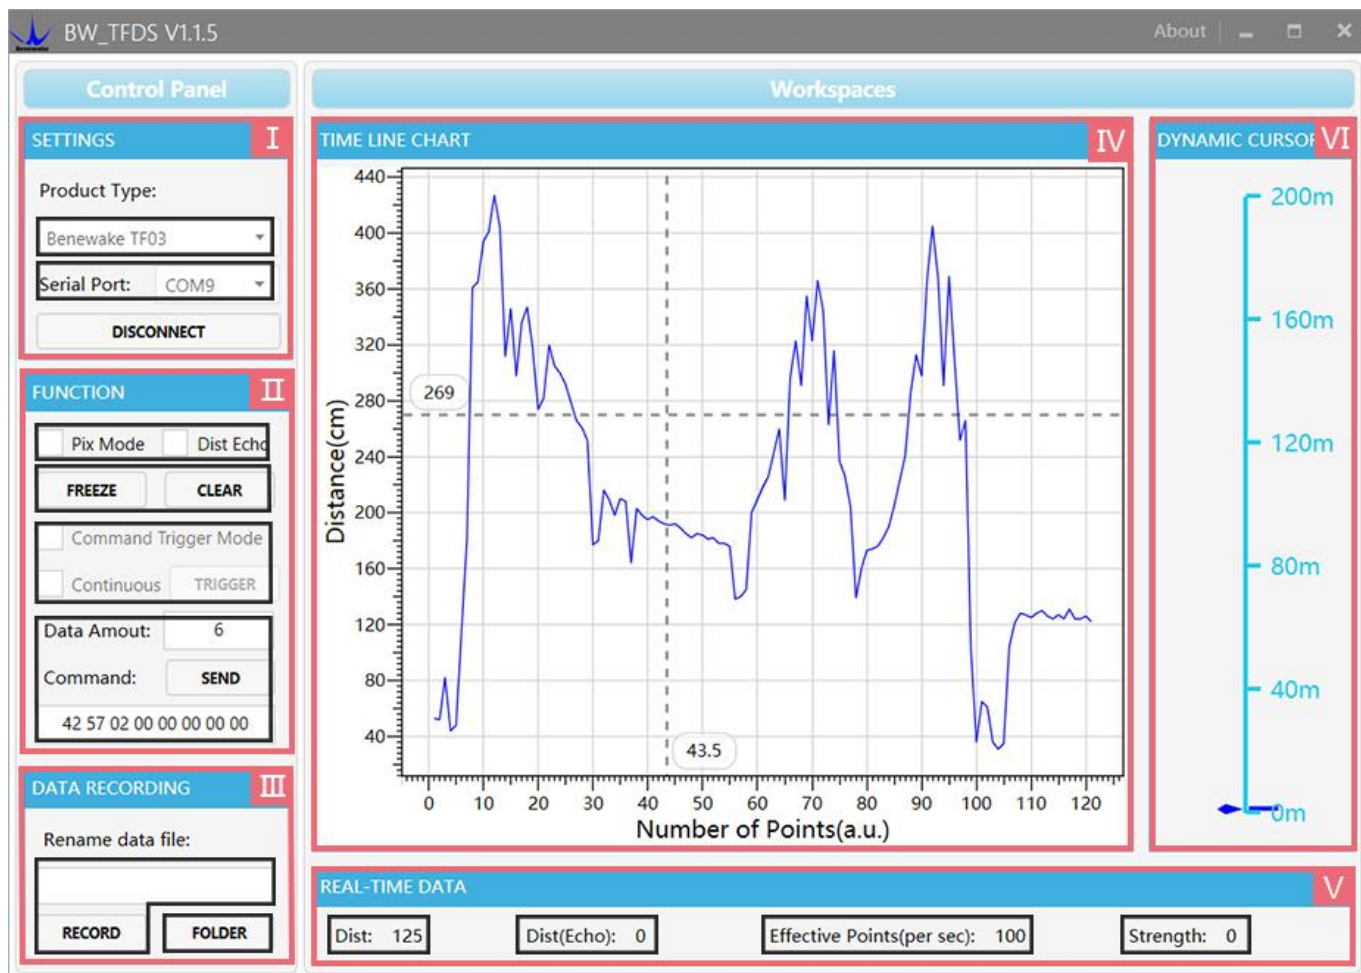 BW_TFDS V1.1.5
About
Benewake
Control Panel
Workspaces
SETTINGS
I
Product Type:
Benewake TF03
Serial Port: COM9
DISCONNECT
FUNCTION
II
Pix Mode Dist Echo
FREEZE CLEAR
Command Trigger Mode
Continuous TRIGGER
Data Amout: 6
Command: SEND
42 57 02 00 00 00 00 00
DATA RECORDING
III
Rename data file:
RECORD FOLDER
TIME LINE CHART
IV
440
400
360
320
280
240
200
160
120
80
40
Distance(cm)
269
43.5
0 10 20 30 40 50 60 70 80 90 100 110 120
Number of Points(a.u.)
DYNAMIC CURSOR
VI
200m
160m
120m
80m
40m
0m
REAL-TIME DATA
V
Dist: 125 Dist(Echo): 0 Effective Points(per sec): 100 Strength: 0